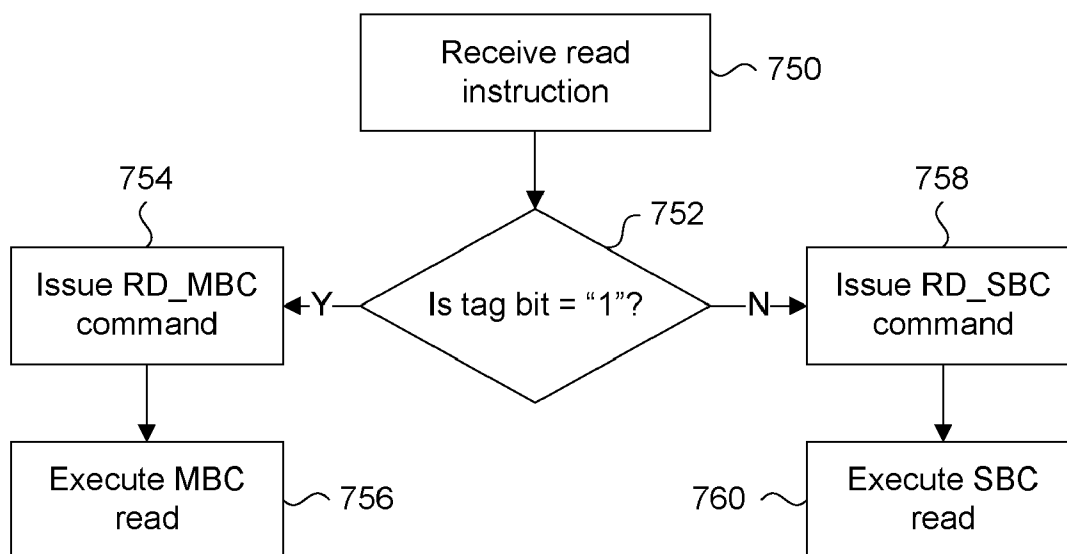 Receive read
instruction
750
754
752
758
Issue RD_MBC
command
Y
Is tag bit = “1”?
N
Issue RD_SBC
command
Execute MBC
read
756
760
Execute SBC
read